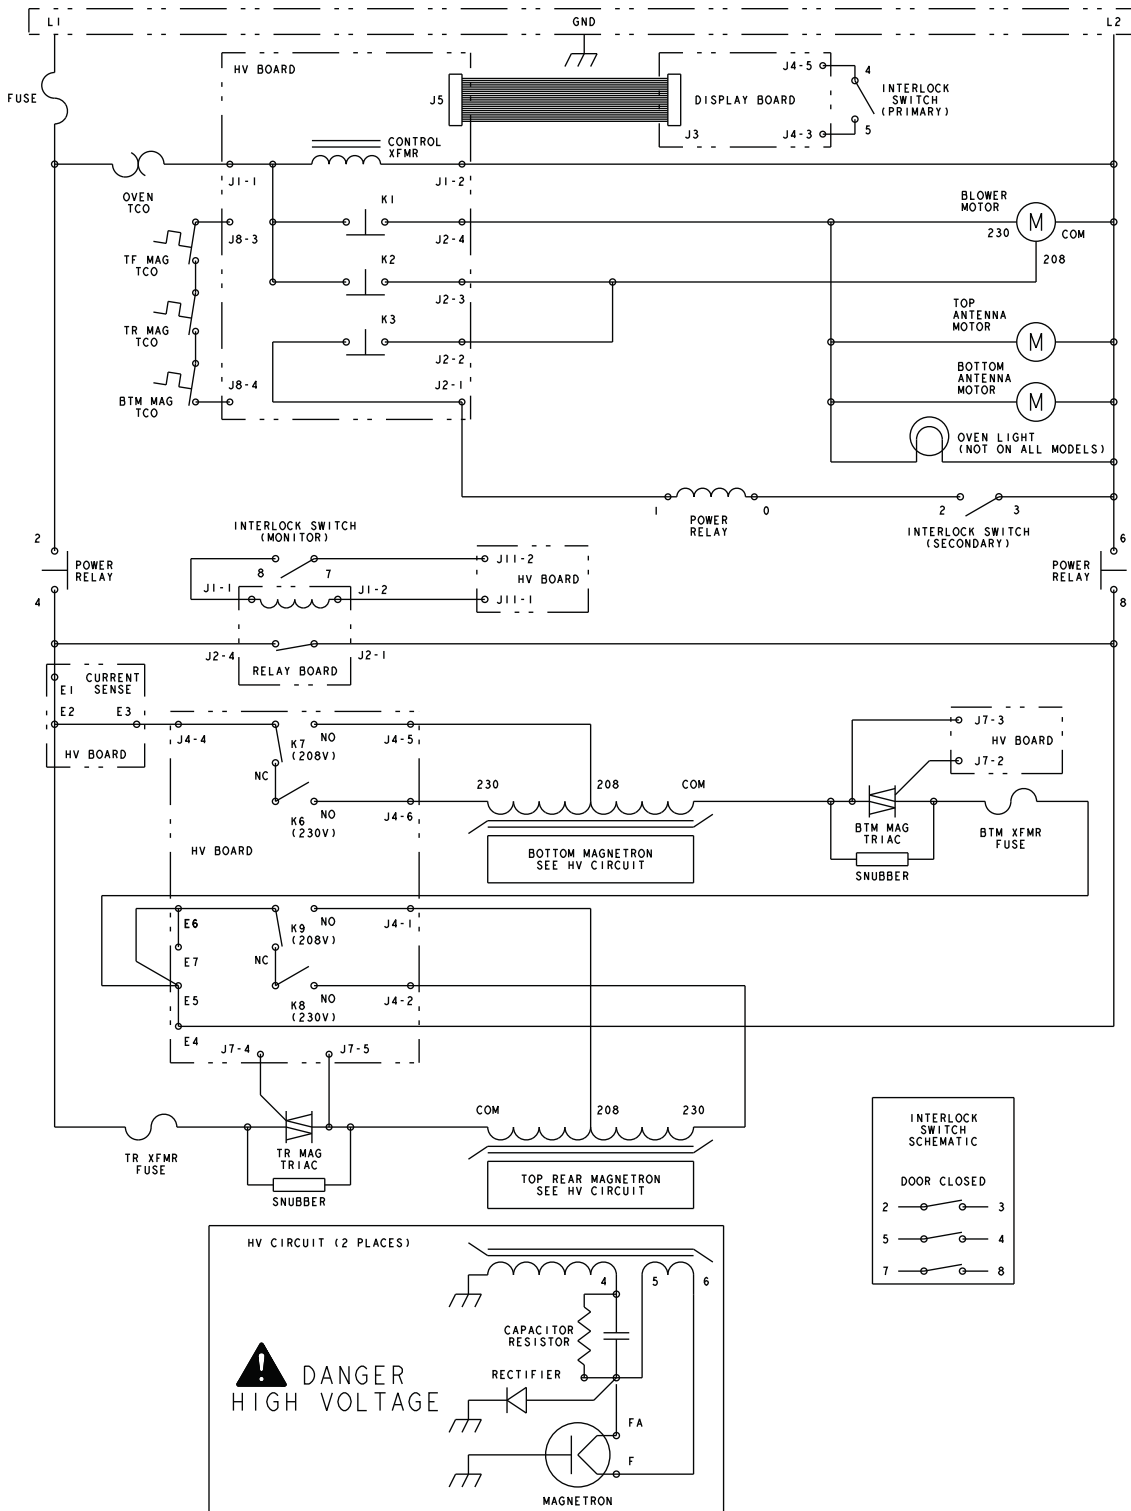 L1 GND L2
HV BOARD
FUSE
J5
J3
DISPLAY BOARD
J4-5
J4-3
4
5
INTERLOCK
SWITCH
(PRIMARY)
CONTROL
XFMR
OVEN
TCO
J1-1
J1-2
K1
J8-3
J2-4
BLOWER
MOTOR
230
M
COM
208
TF MAG
TCO
K2
J2-3
TR MAG
TCO
K3
J2-2
TOP
ANTENNA
MOTOR
M
BTM MAG
TCO
J8-4
J2-1
BOTTOM
ANTENNA
MOTOR
M
OVEN LIGHT
(NOT ON ALL MODELS)
1
POWER
RELAY
0
2
3
INTERLOCK SWITCH
(SECONDARY)
2
POWER
RELAY
4
6
POWER
RELAY
8
INTERLOCK SWITCH
(MONITOR)
8
7
J11-2
HV BOARD
J11-1
J1-1
J1-2
J2-4
J2-1
RELAY BOARD
CURRENT
SENSE
E1
E2
E3
HV BOARD
J4-4
K7
(208V)
NO
J4-5
NC
K6
(230V)
NO
J4-6
HV BOARD
230
208
COM
BOTTOM MAGNETRON
SEE HV CIRCUIT
J7-3
HV BOARD
J7-2
BTM MAG
TRIAC
SNUBBER
BTM XFMR
FUSE
E6
E7
E5
E4
K9
(208V)
NO
J4-1
NC
K8
(230V)
NO
J4-2
J7-4
J7-5
TR XFMR
FUSE
TR MAG
TRIAC
SNUBBER
COM
208
230
TOP REAR MAGNETRON
SEE HV CIRCUIT
INTERLOCK
SWITCH
SCHEMATIC
DOOR CLOSED
2 3
5 4
7 8
HV CIRCUIT (2 PLACES)
4
5
6
CAPACITOR
RESISTOR
RECTIFIER
! DANGER
HIGH VOLTAGE
FA
F
MAGNETRON